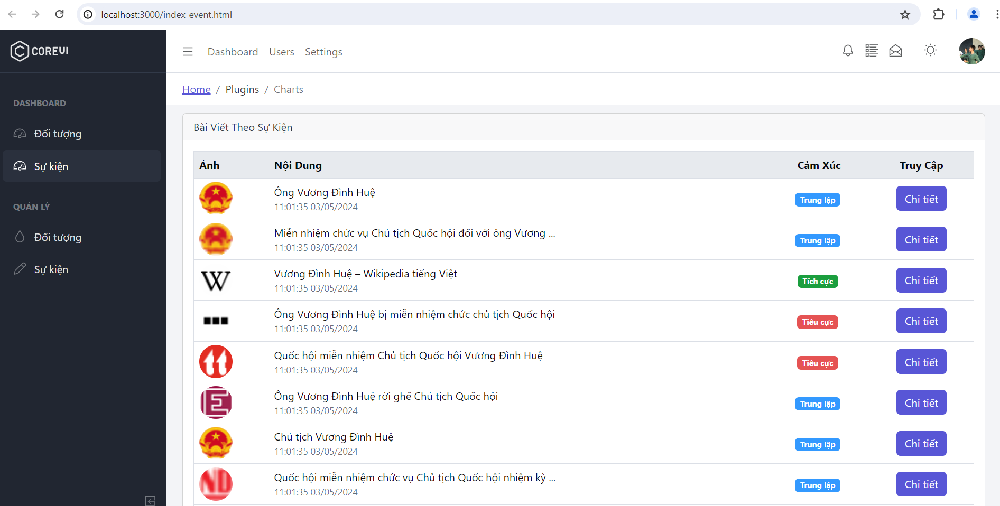 localhost:3000/index-event.html
COREUI
Dashboard Users Settings
Home / Plugins / Charts
DASHBOARD
Đối tượng
Sự kiện
QUẢN LÝ
Đối tượng
Sự kiện
Bài Viết Theo Sự Kiện
Ảnh Nội Dung Cảm Xúc Truy Cập
Ông Vương Đình Huệ
11:01:35 03/05/2024
Trung lập
Chi tiết
Miễn nhiệm chức vụ Chủ tịch Quốc hội đối với ông Vương ...
11:01:35 03/05/2024
Trung lập
Chi tiết
W
Vương Đình Huệ – Wikipedia tiếng Việt
11:01:35 03/05/2024
Tích cực
Chi tiết
Ông Vương Đình Huệ bị miễn nhiệm chức chủ tịch Quốc hội
11:01:35 03/05/2024
Tiêu cực
Chi tiết
Quốc hội miễn nhiệm Chủ tịch Quốc hội Vương Đình Huệ
11:01:35 03/05/2024
Tiêu cực
Chi tiết
E
Ông Vương Đình Huệ rời ghế Chủ tịch Quốc hội
11:01:35 03/05/2024
Trung lập
Chi tiết
Chủ tịch Vương Đình Huệ
11:01:35 03/05/2024
Trung lập
Chi tiết
ND
Quốc hội miễn nhiệm chức vụ Chủ tịch Quốc hội nhiệm kỳ ...
11:01:35 03/05/2024
Trung lập
Chi tiết